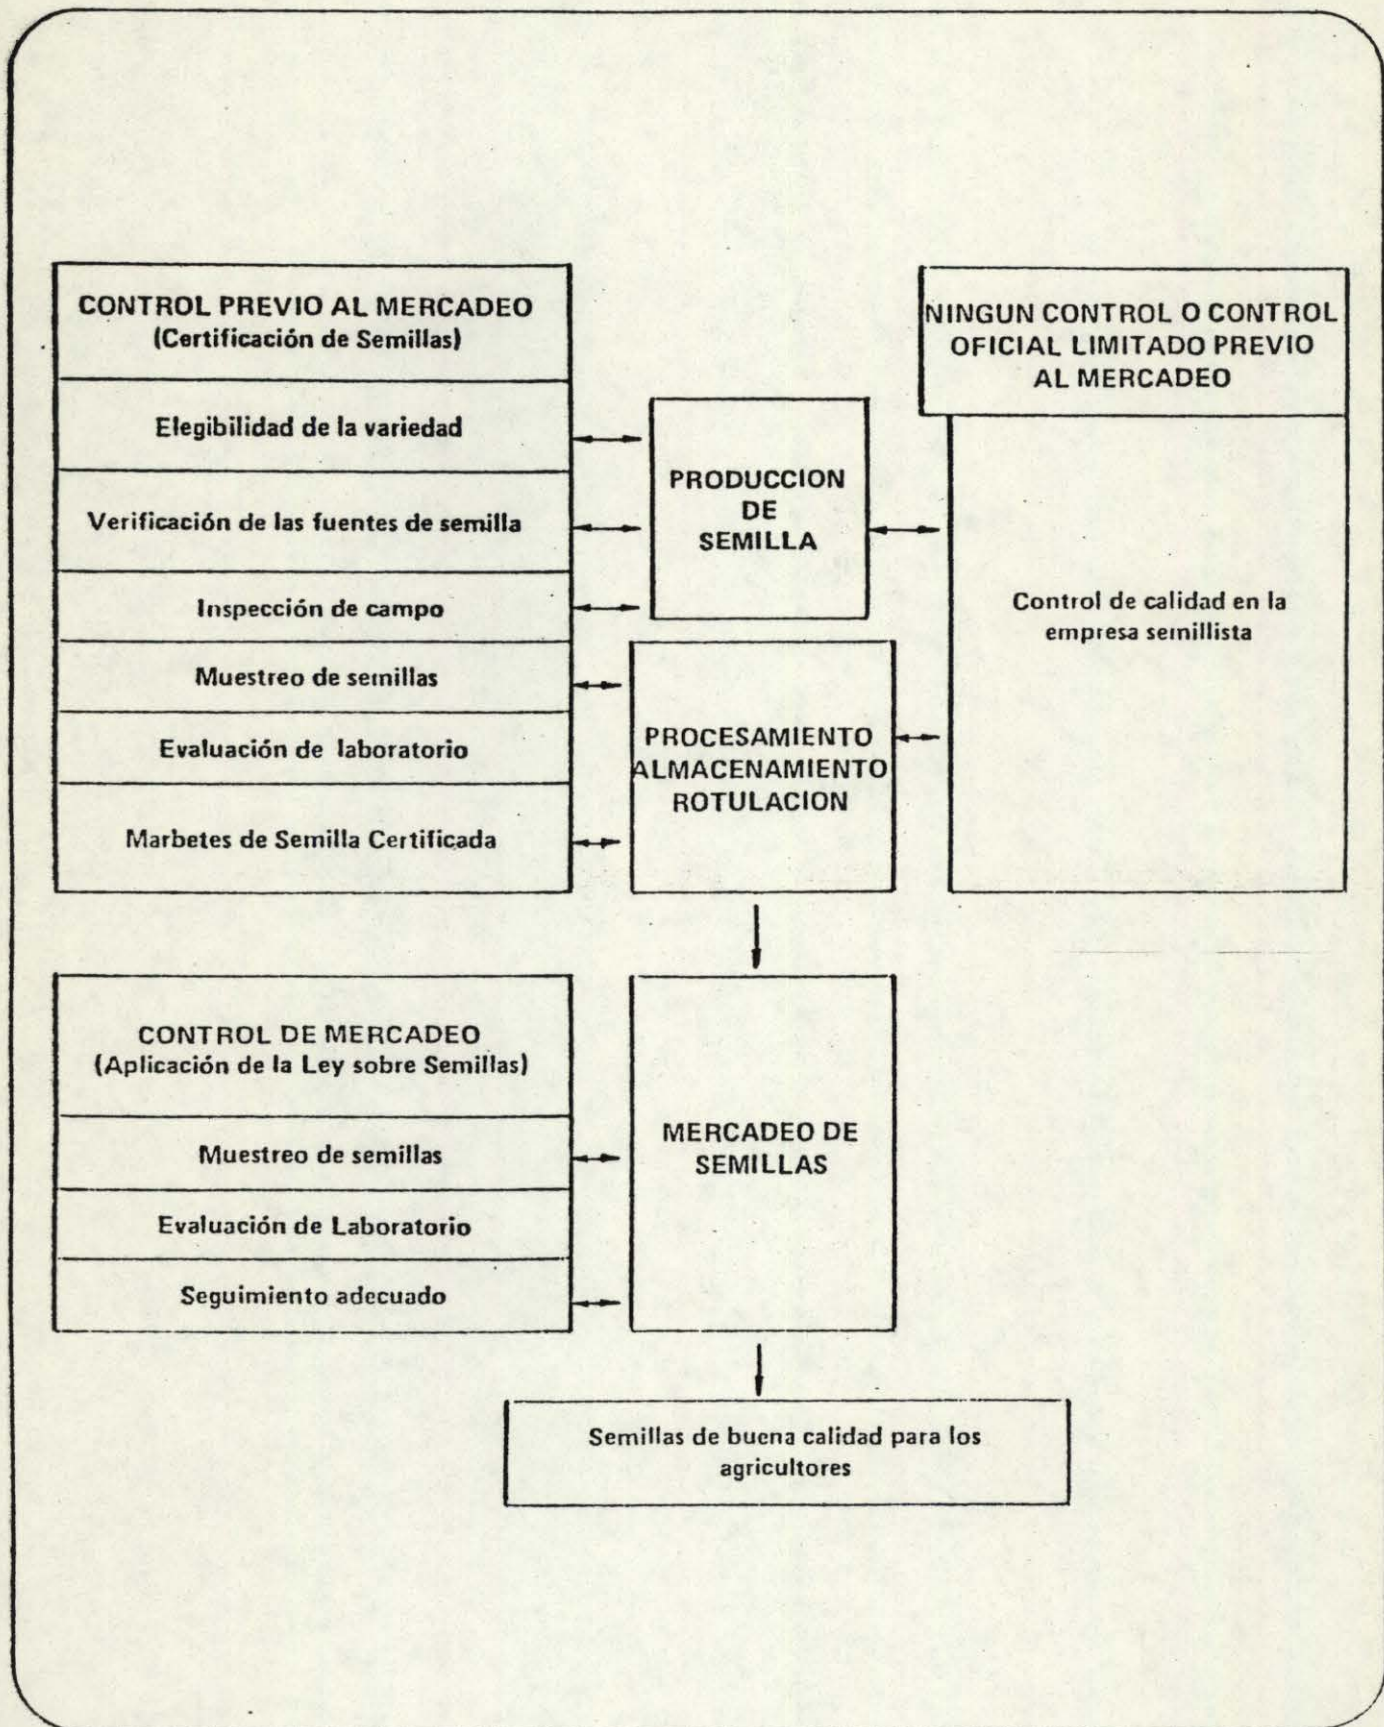 CONTROL PREVIO AL MERCADEO
(Certificación de Semillas)
Elegibilidad de la variedad
Verificación de las fuentes de semilla
Inspección de campo
Muestreo de semillas
Evaluación de laboratorio
Marbetes de Semilla Certificada
PRODUCCION
DE
SEMILLA
PROCESAMIENTO
ALMACENAMIENTO
ROTULACION
NINGUN CONTROL O CONTROL
OFICIAL LIMITADO PREVIO
AL MERCADEO
Control de calidad en la
empresa semillista
CONTROL DE MERCADEO
(Aplicación de la Ley sobre Semillas)
Muestreo de semillas
Evaluación de Laboratorio
Seguimiento adecuado
MERCADEO DE
SEMILLAS
Semillas de buena calidad para los
agricultores